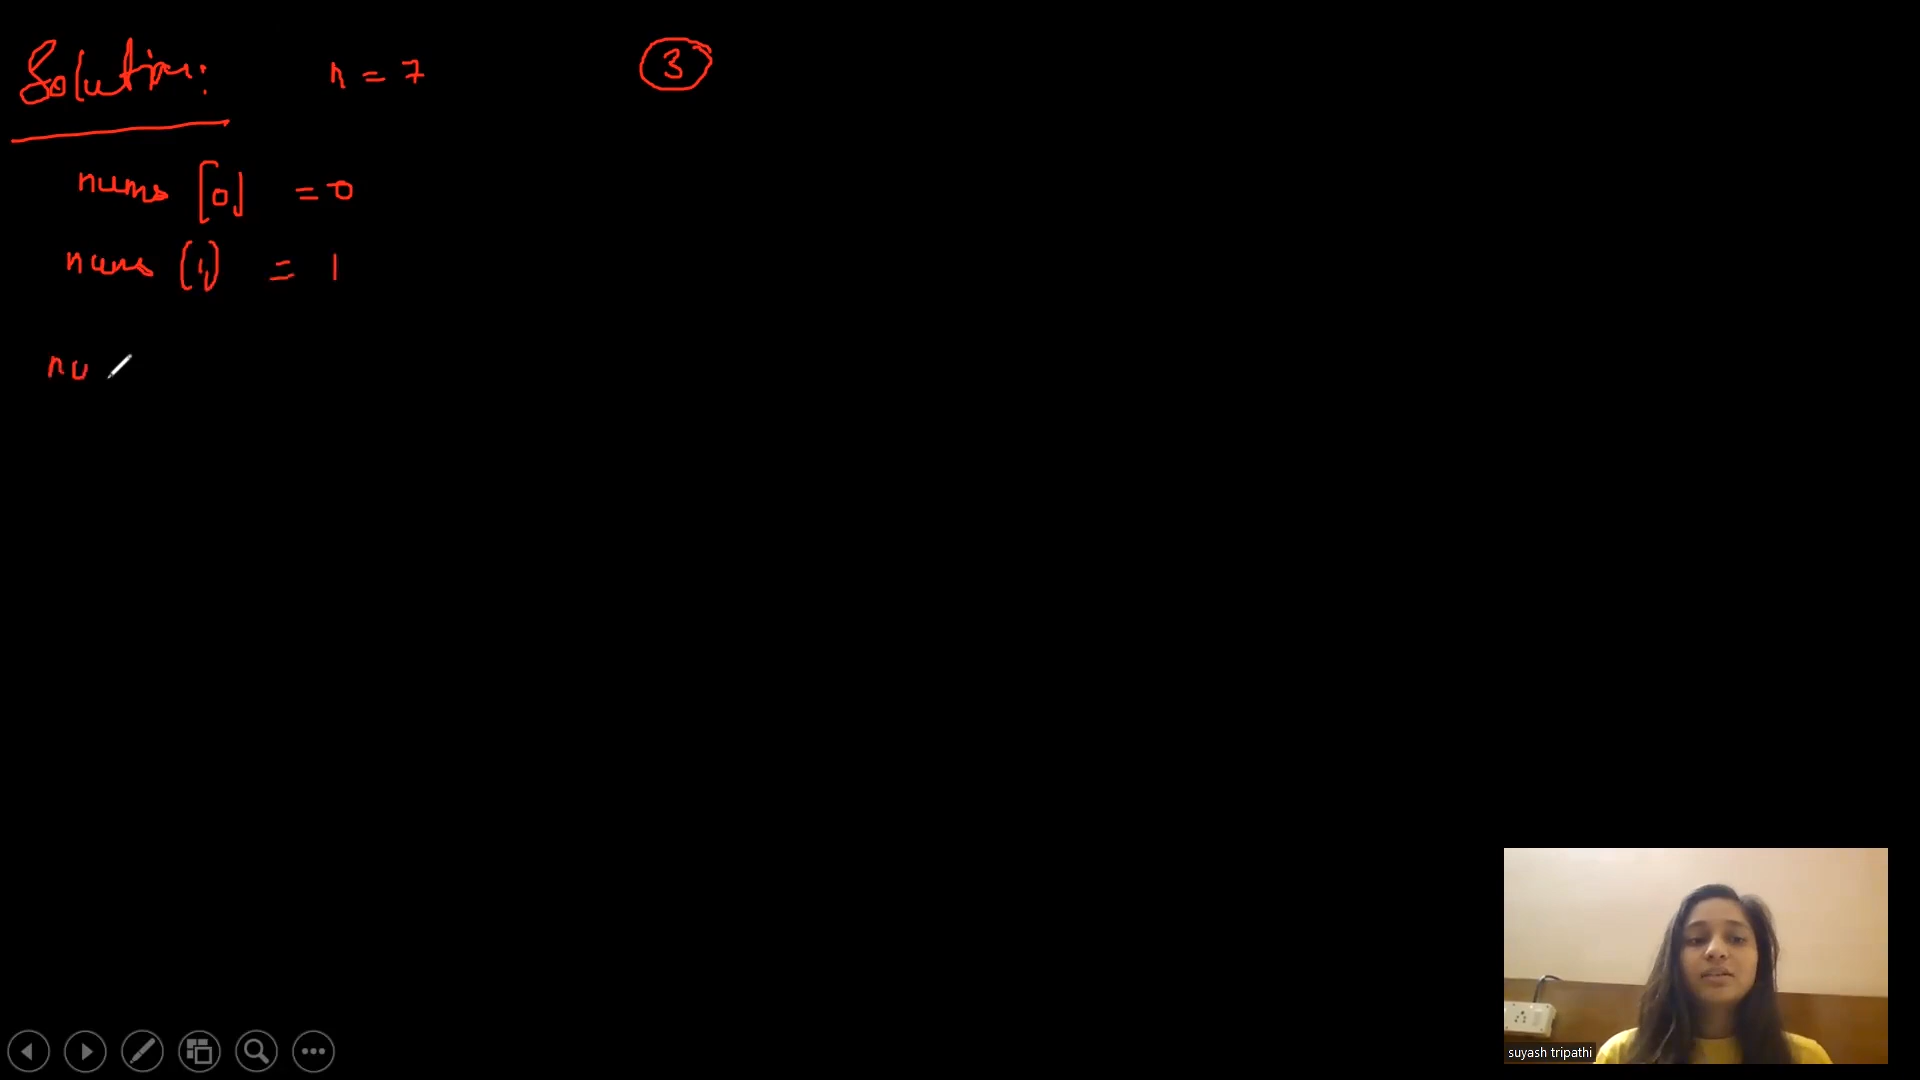 Solution: n = 7 3
nums [0] = 0
nums [1] = 1
nu
suyash tripathi